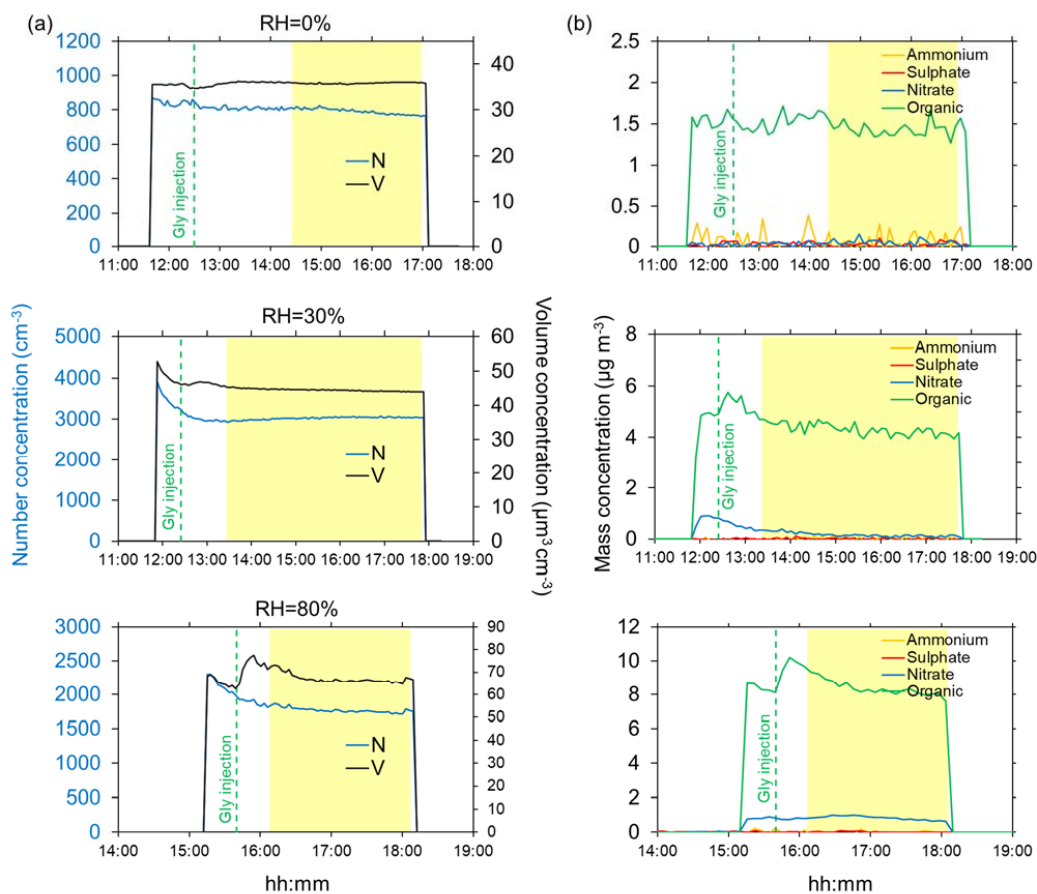 (a)
RH=0%
(b)
1200
1000
800
600
400
200
0
40
30
20
10
0
Gly injection
N
V
11:00 12:00 13:00 14:00 15:00 16:00 17:00 18:00
2.5
2
1.5
1
0.5
0
Ammonium
Sulphate
Nitrate
Organic
Gly injection
11:00 12:00 13:00 14:00 15:00 16:00 17:00 18:00
Number concentration (cm-3)
RH=30%
Volume concentration (µm3 cm-3)
5000
4000
3000
2000
1000
0
60
50
40
30
20
10
0
Gly injection
N
V
11:00 12:00 13:00 14:00 15:00 16:00 17:00 18:00 19:00
Mass concentration (µg m-3)
8
6
4
2
0
Ammonium
Sulphate
Nitrate
Organic
Gly injection
11:00 12:00 13:00 14:00 15:00 16:00 17:00 18:00 19:00
RH=80%
3000
2500
2000
1500
1000
500
0
90
80
70
60
50
40
30
20
10
0
Gly injection
N
V
14:00 15:00 16:00 17:00 18:00 19:00
hh:mm
12
10
8
6
4
2
0
Ammonium
Sulphate
Nitrate
Organic
Gly injection
14:00 15:00 16:00 17:00 18:00 19:00
hh:mm